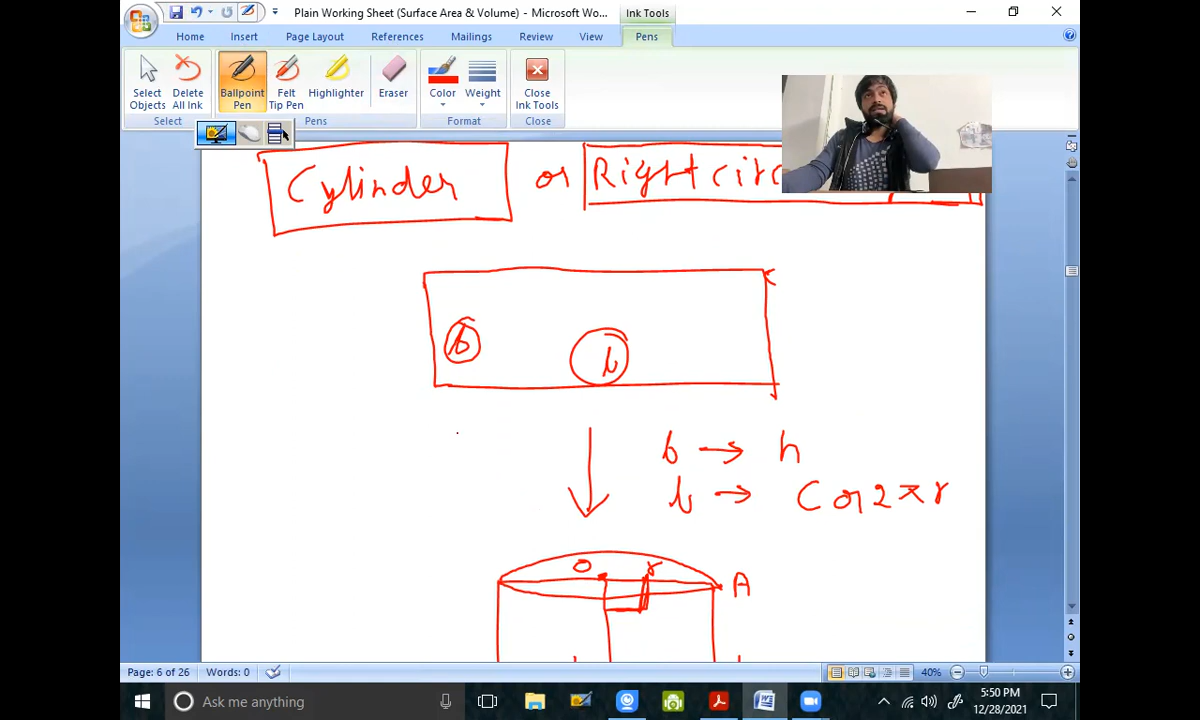 Plain Working Sheet (Surface Area & Volume) - Microsoft Wo...
Ink Tools
Home Insert Page Layout References Mailings Review View Pens
Select Objects
Delete All Ink
Ballpoint Pen
Felt Tip Pen
Highlighter
Eraser
Color
Weight
Close Ink Tools
Select Pens Format Close
Cylinder or Right circ
b
l
b → h
l → C or 2πr
O r A
Page: 6 of 26 Words: 0 40%
Ask me anything
5:50 PM
12/28/2021